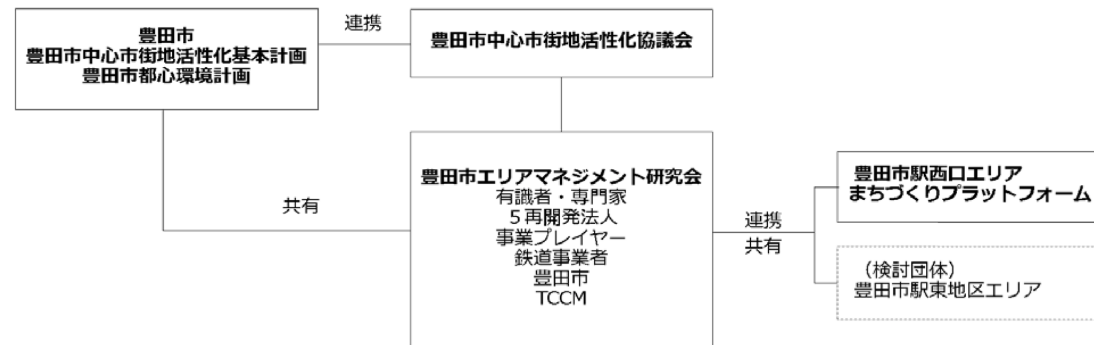 豊田市
豊田市中心市街地活性化基本計画
豊田市都心環境計画
連携
豊田市中心市街地活性化協議会
共有
豊田市エリアマネジメント研究会
有識者・専門家
5再開発法人
事業プレイヤー
鉄道事業者
豊田市
TCCM
連携
共有
豊田市駅西口エリア
まちづくりプラットフォーム
（検討団体）
豊田市駅東地区エリア